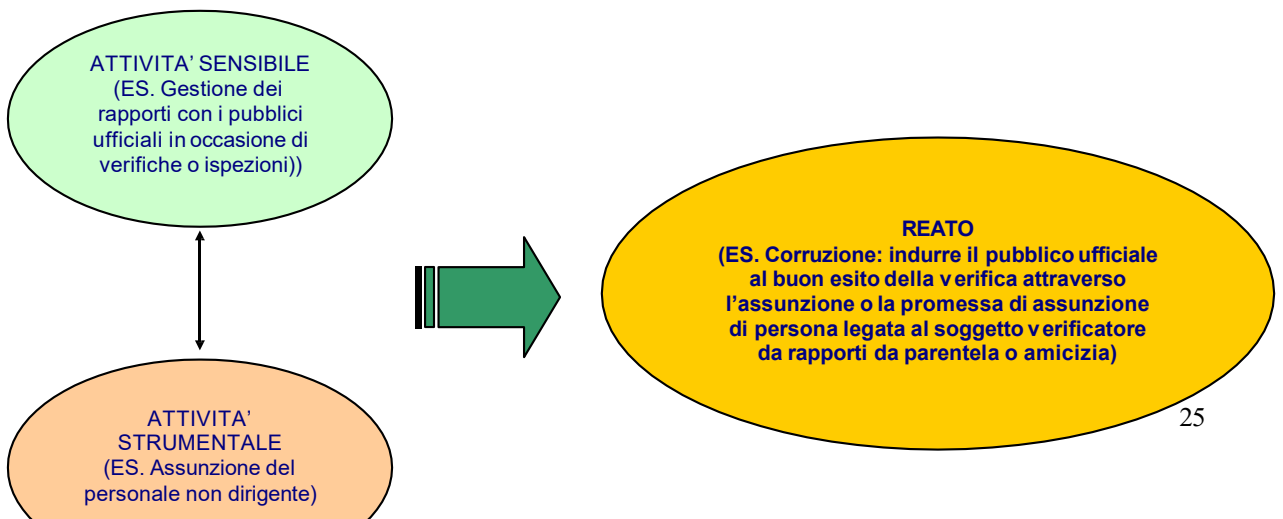 ATTIVITA' SENSIBILE
(ES. Gestione dei
rapporti con i pubblici
ufficiali in occasione di
verifiche o ispezioni))
REATO
(ES. Corruzione: indurre il pubblico ufficiale
al buon esito della verifica attraverso
l'assunzione o la promessa di assunzione
di persona legata al soggetto verificatore
da rapporti da parentela o amicizia)
ATTIVITA'
STRUMENTALE
(ES. Assunzione del
personale non dirigente)
25